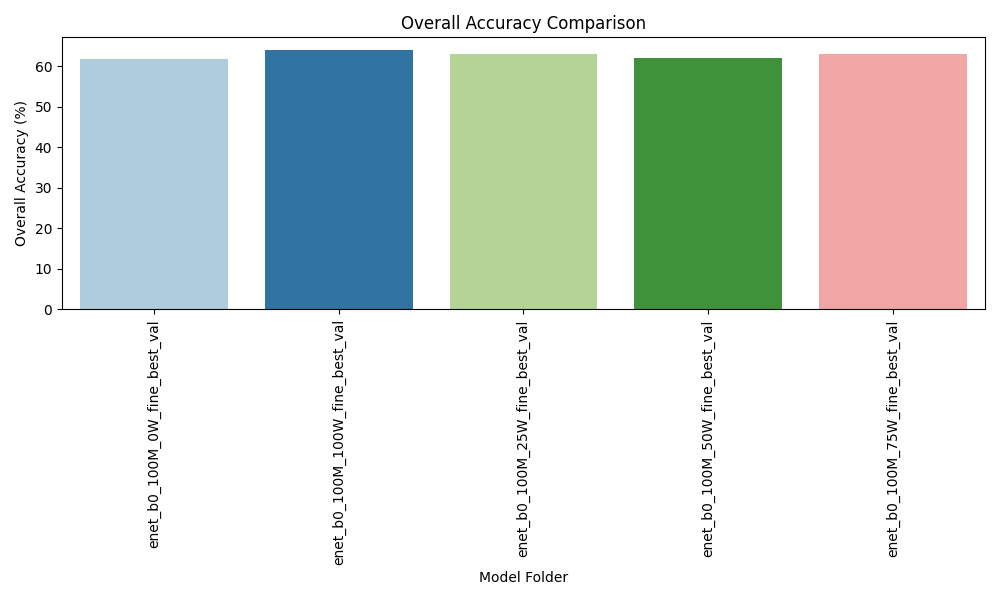 Overall Accuracy Comparison
Overall Accuracy (%)
60
50
40
30
20
10
0
enet_b0_100M_0W_fine_best_val
enet_b0_100M_100W_fine_best_val
enet_b0_100M_25W_fine_best_val
enet_b0_100M_50W_fine_best_val
enet_b0_100M_75W_fine_best_val
Model Folder